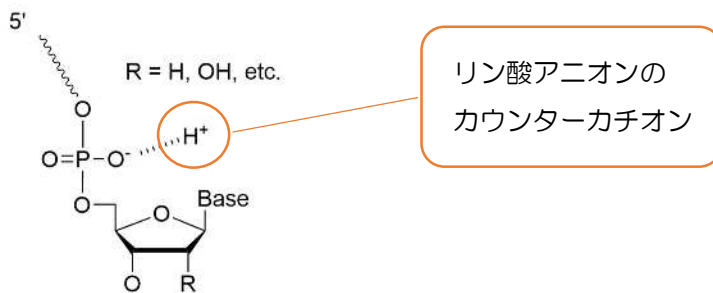 5'
R = H, OH, etc.
リン酸アニオンの
カウンターカチオン
O
H⁺
O=P-O⁻
O
O
Base
O
R